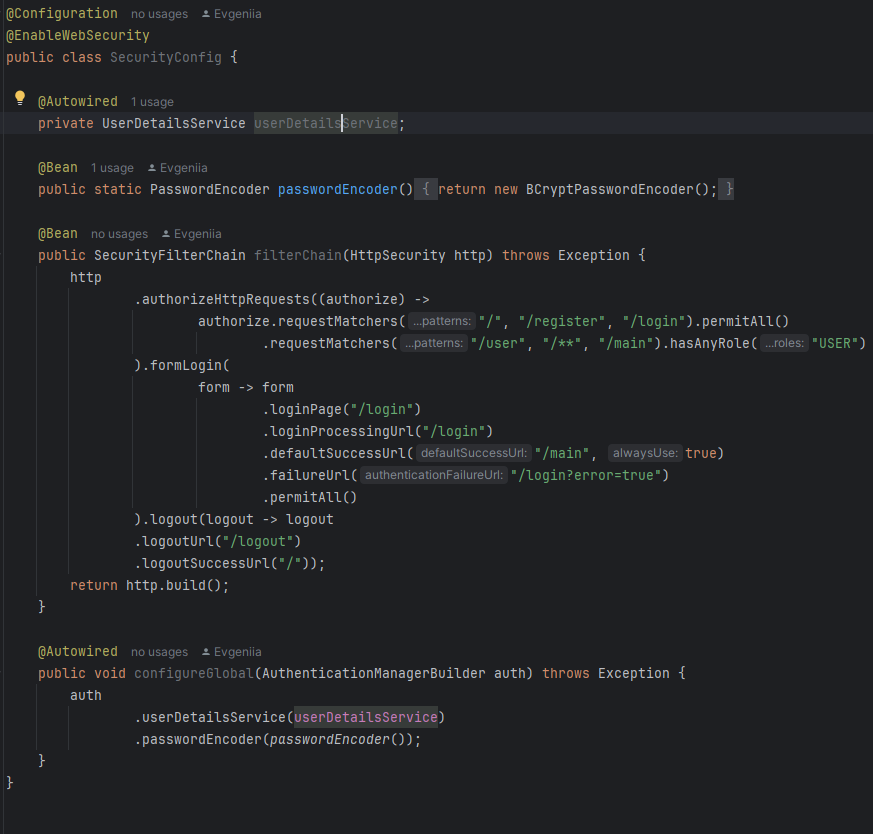 @Configuration no usages Evgeniia
@EnableWebSecurity
public class SecurityConfig {
@Autowired 1 usage
private UserDetailsService userDetailsService;
@Bean 1 usage Evgeniia
public static PasswordEncoder passwordEncoder() { return new BCryptPasswordEncoder(); }
@Bean no usages Evgeniia
public SecurityFilterChain filterChain(HttpSecurity http) throws Exception {
http
.authorizeHttpRequests((authorize) ->
authorize.requestMatchers( ...patterns: "/", "/register", "/login").permitAll()
.requestMatchers( ...patterns: "/user", "/**", "/main").hasAnyRole( ...roles: "USER")
).formLogin(
form -> form
.loginPage("/login")
.loginProcessingUrl("/login")
.defaultSuccessUrl( defaultSuccessUrl: "/main", alwaysUse: true)
.failureUrl( authenticationFailureUrl: "/login?error=true")
.permitAll()
).logout(logout -> logout
.logoutUrl("/logout")
.logoutSuccessUrl("/"));
return http.build();
}
@Autowired no usages Evgeniia
public void configureGlobal(AuthenticationManagerBuilder auth) throws Exception {
auth
.userDetailsService(userDetailsService)
.passwordEncoder(passwordEncoder());
}
}